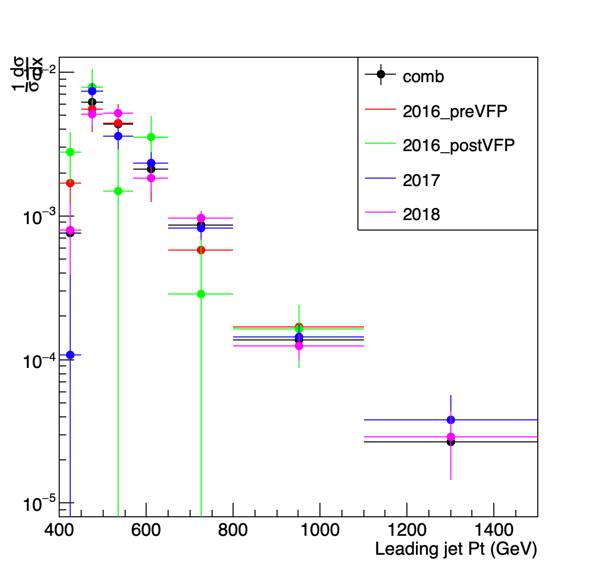 1 dσ
σ dx
10⁻²
10⁻³
10⁻⁴
10⁻⁵
comb
2016_preVFP
2016_postVFP
2017
2018
400 600 800 1000 1200 1400
Leading jet Pt (GeV)